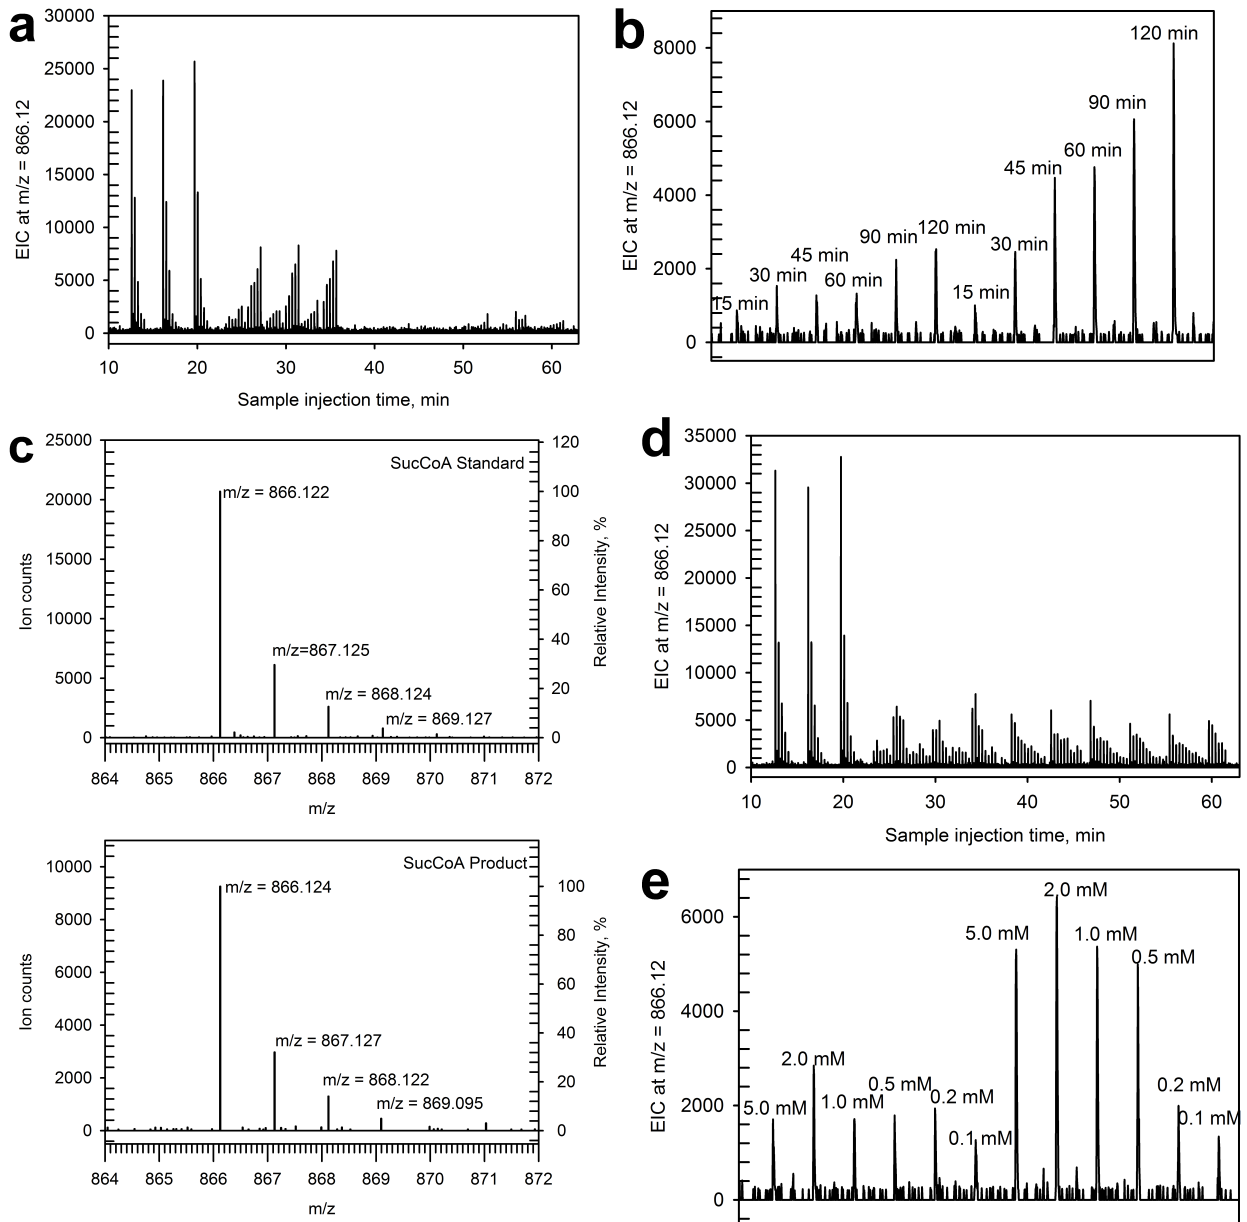 a
30000
25000
20000
15000
10000
5000
0
EIC at m/z = 866.12
10 20 30 40 50 60
Sample injection time, min
b
8000
6000
4000
2000
0
EIC at m/z = 866.12
15 min
30 min
45 min
60 min
90 min
120 min
15 min
30 min
45 min
60 min
90 min
120 min
c
25000
20000
15000
10000
5000
0
Ion counts
SucCoA Standard
m/z = 866.122
m/z=867.125
m/z = 868.124
m/z = 869.127
120
100
80
60
40
20
0
Relative Intensity, %
864 865 866 867 868 869 870 871 872
m/z
10000
8000
6000
4000
2000
0
Ion counts
SucCoA Product
m/z = 866.124
m/z = 867.127
m/z = 868.122
m/z = 869.095
100
80
60
40
20
0
Relative Intensity, %
864 865 866 867 868 869 870 871 872
m/z
d
35000
30000
25000
20000
15000
10000
5000
0
EIC at m/z = 866.12
10 20 30 40 50 60
Sample injection time, min
e
6000
4000
2000
0
EIC at m/z = 866.12
5.0 mM
2.0 mM
1.0 mM
0.5 mM
0.2 mM
0.1 mM
5.0 mM
2.0 mM
1.0 mM
0.5 mM
0.2 mM
0.1 mM